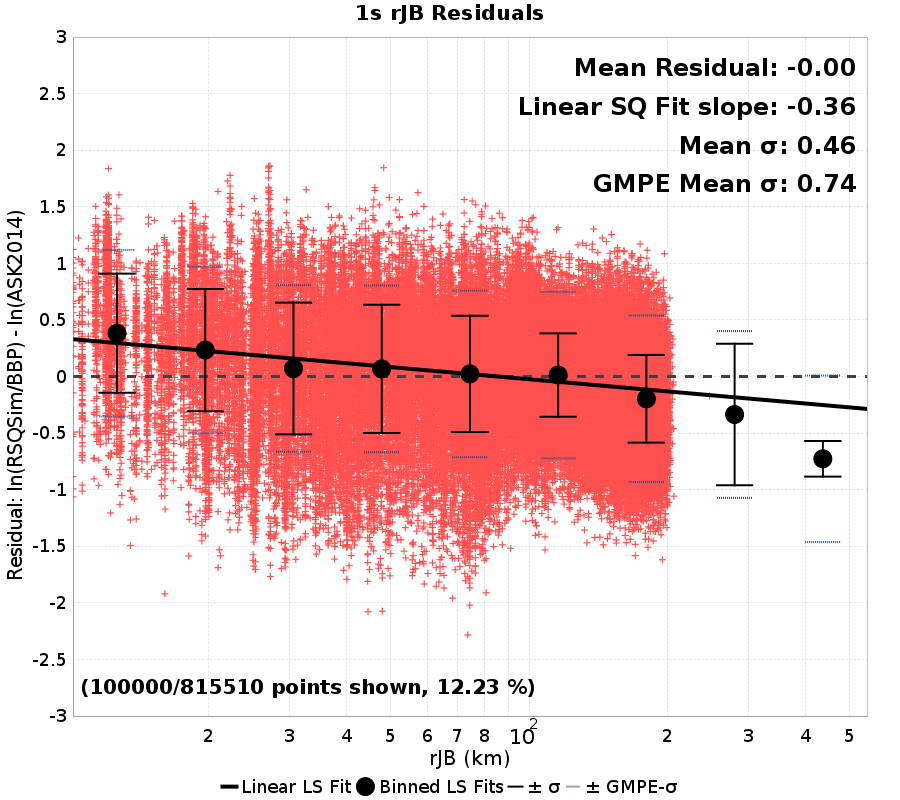 1s rJB Residuals
Mean Residual: -0.00
Linear SQ Fit slope: -0.36
Mean σ: 0.46
GMPE Mean σ: 0.74
Residual: ln(RSQSim/BBP) - ln(ASK2014)
3
2.5
2
1.5
1
0.5
0
-0.5
-1
-1.5
-2
-2.5
-3
(100000/815510 points shown, 12.23 %)
2 3 4 5 6 7 8 10² 2 3 4 5
rJB (km)
Linear LS Fit Binned LS Fits ± σ ± GMPE-σ